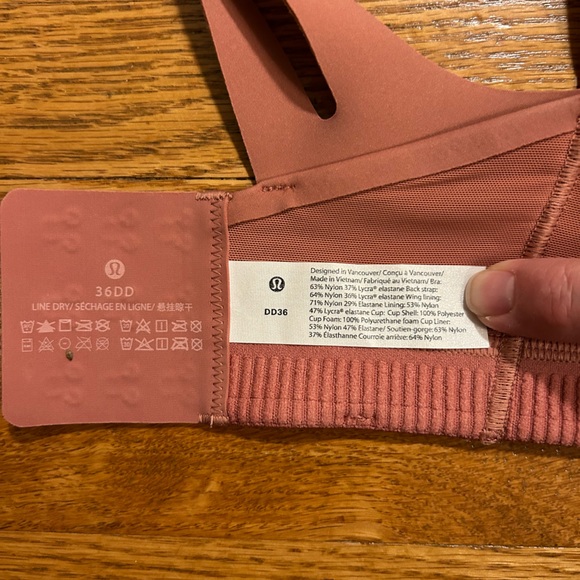 36DD
LINE DRY/ SÉCHAGE EN LIGNE/ 悬挂晾干
DD36
Designed in Vancouver/ Conçu à Vancouver/
Made in Vietnam/ Fabriqué au Vietnam/ Bra:
63% Nylon 37% Lycra® elastane Back strap:
64% Nylon 36% Lycra® elastane Wing lining:
71% Nylon 29% Elastane Lining: 53% Nylon
47% Lycra® elastane Cup: Cup Shell: 100% Polyester
Cup Foam: 100% Polyurethane foam Cup Liner:
53% Nylon 47% Elastane/ Soutien-gorge: 63% Nylon
37% Élasthanne Courroie arrière: 64% Nylon